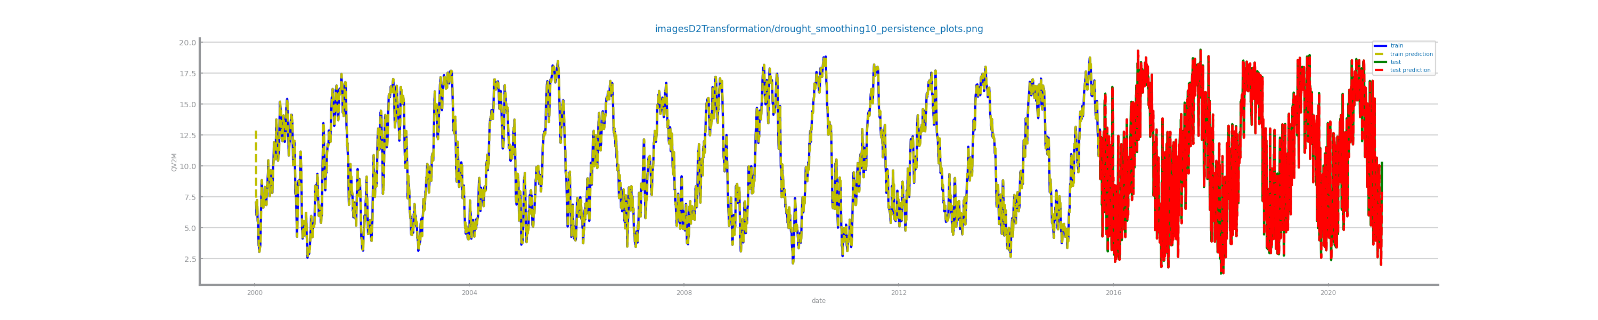 imagesD2Transformation/drought_smoothing10_persistence_plots.png
20.0
17.5
15.0
12.5
10.0
7.5
5.0
2.5
QV2M
train
train prediction
test
test prediction
2000
2004
2008
2012
2016
2020
date